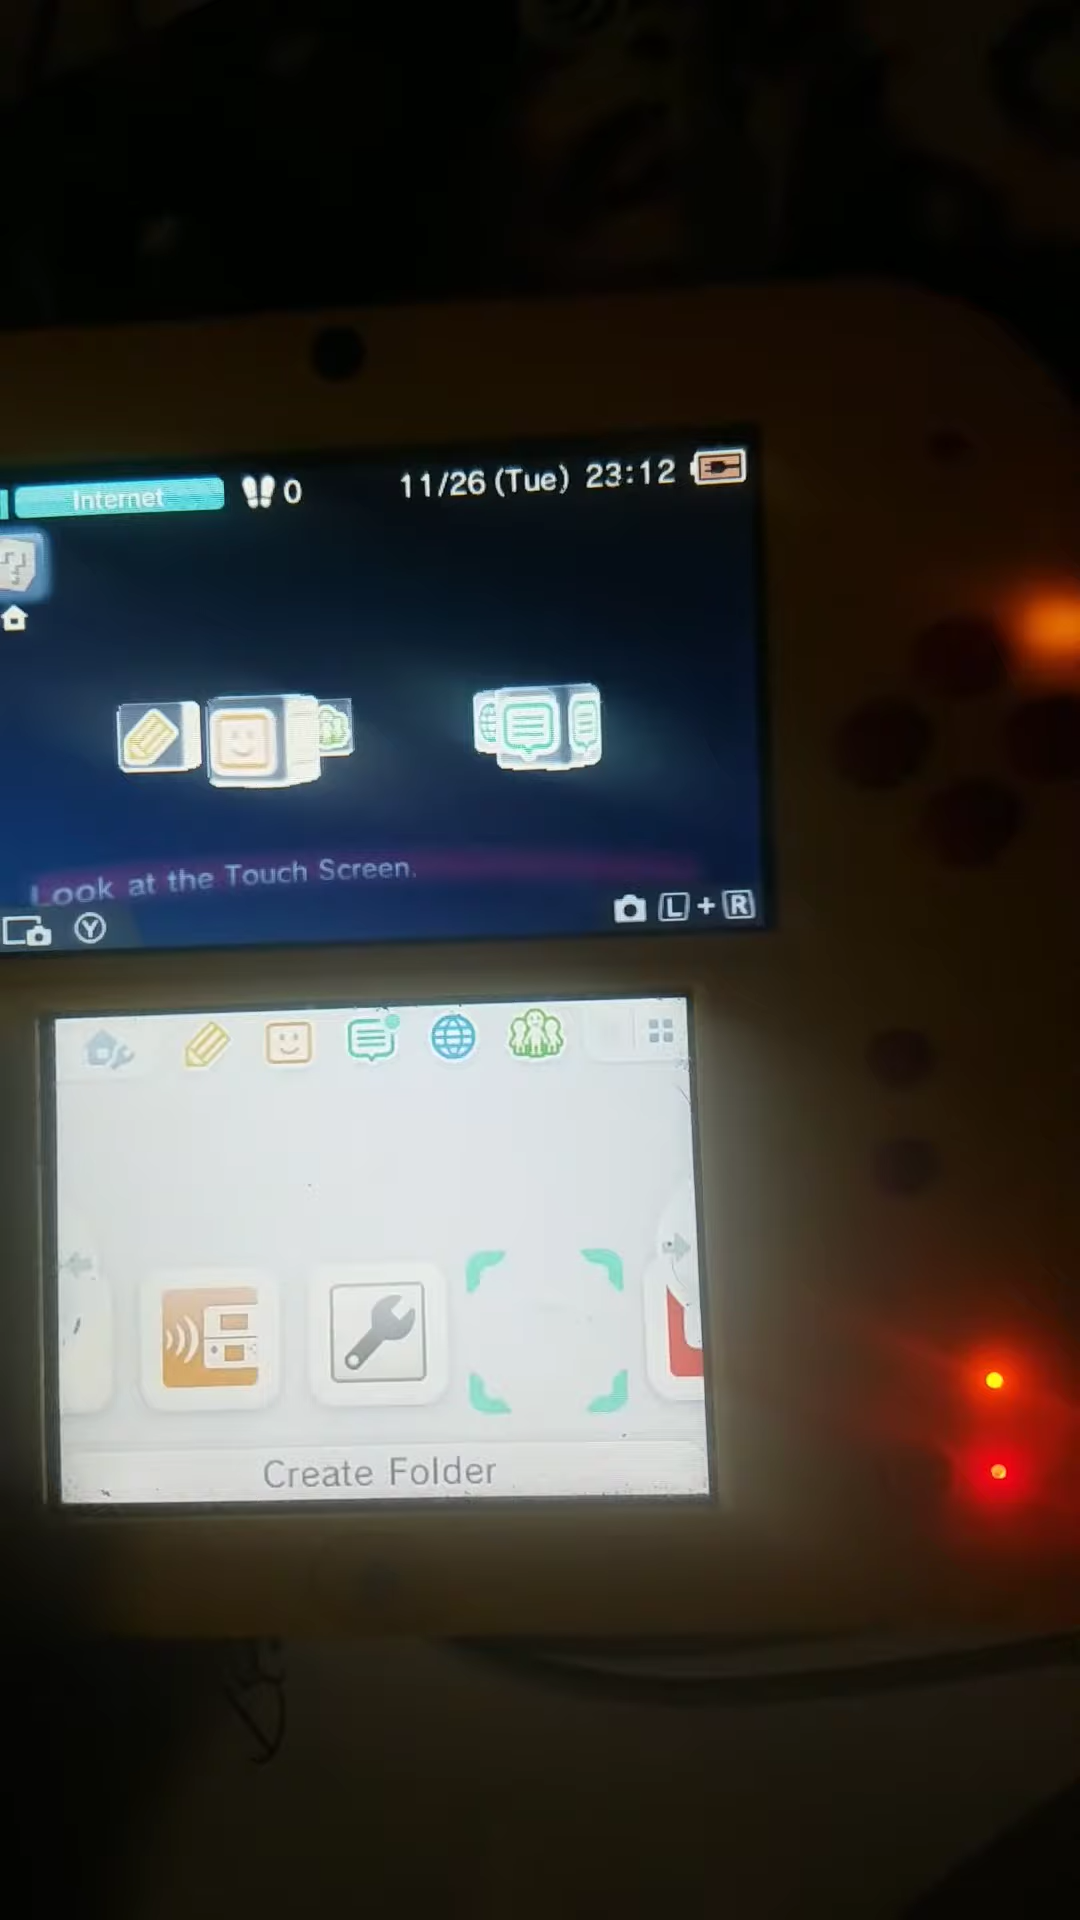 Internet 0 11/26 (Tue) 23:12
Look at the Touch Screen.
Y L + R
Create Folder